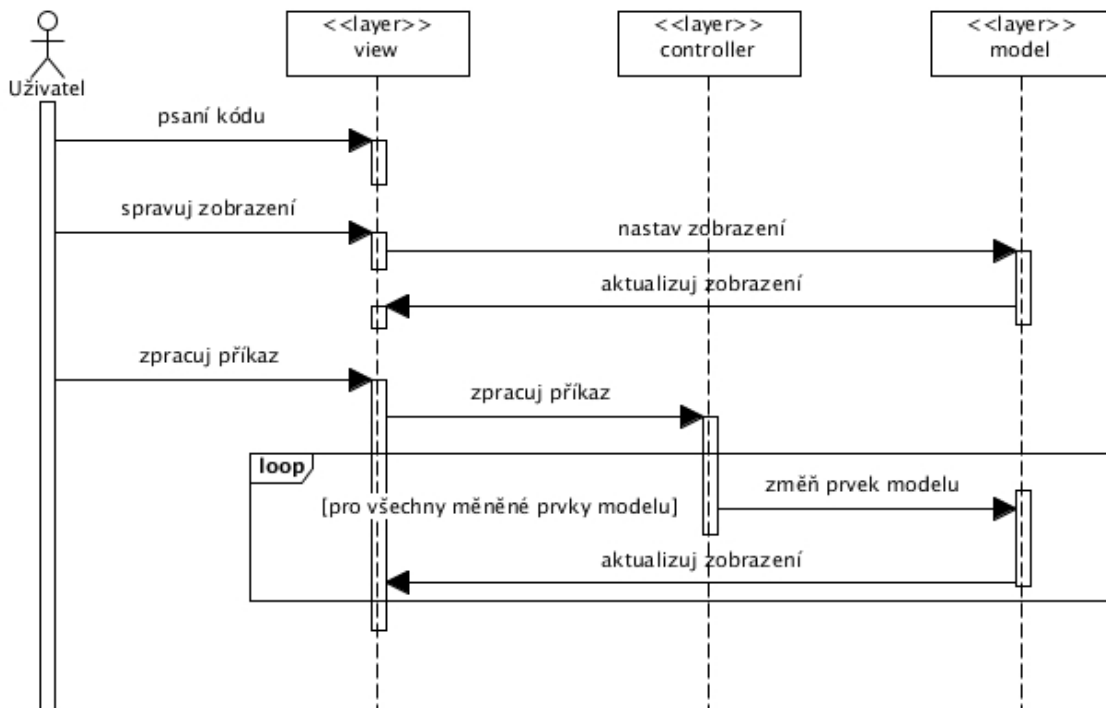 <<layer>>
view
<<layer>>
controller
<<layer>>
model
Uživatel
psaní kódu
spravuj zobrazení
nastav zobrazení
aktualizuj zobrazení
zpracuj příkaz
zpracuj příkaz
loop
změň prvek modelu
[pro všechny měněné prvky modelu]
aktualizuj zobrazení